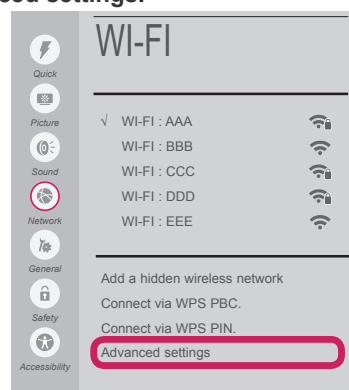 ced settings.
WI-FI
Quick
Picture
Sound
Network
General
Safety
Accessibility
√ WI-FI : AAA
WI-FI : BBB
WI-FI : CCC
WI-FI : DDD
WI-FI : EEE
Add a hidden wireless network
Connect via WPS PBC.
Connect via WPS PIN.
Advanced settings